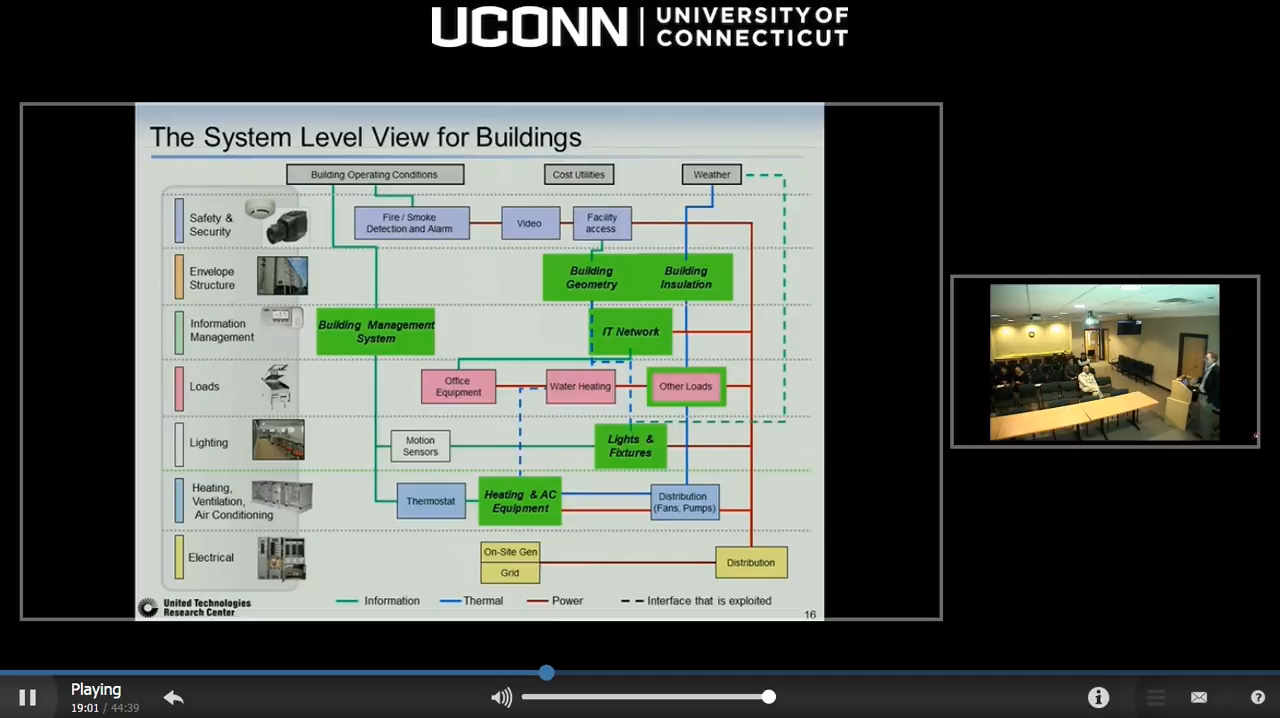 UCONN
UNIVERSITY OF
CONNECTICUT
The System Level View for Buildings
Building Operating Conditions
Cost Utilities
Weather
Safety &
Security
Fire / Smoke
Detection and Alarm
Video
Facility
access
Envelope
Structure
Building
Geometry
Building
Insulation
Information
Management
Building Management
System
IT Network
Loads
Office
Equipment
Water Heating
Other Loads
Lighting
Motion
Sensors
Lights &
Fixtures
Heating,
Ventilation,
Air Conditioning
Thermostat
Heating & AC
Equipment
Distribution
(Fans, Pumps)
Electrical
On-Site Gen
Grid
Distribution
United Technologies
Research Center
Information
Thermal
Power
Interface that is exploited
16
Playing
19:01 / 44:39